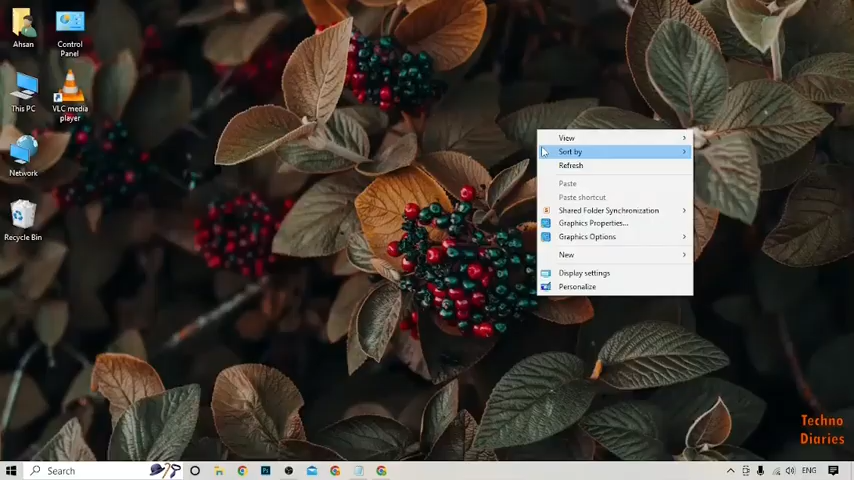 Ahsan
Control
Panel
This PC
VLC media
player
Network
Recycle Bin
View
Sort by
Refresh
Paste
Paste shortcut
Shared Folder Synchronization
Graphics Properties...
Graphics Options
New
Display settings
Personalize
Techno
Diaries
Search
Ps
ENG